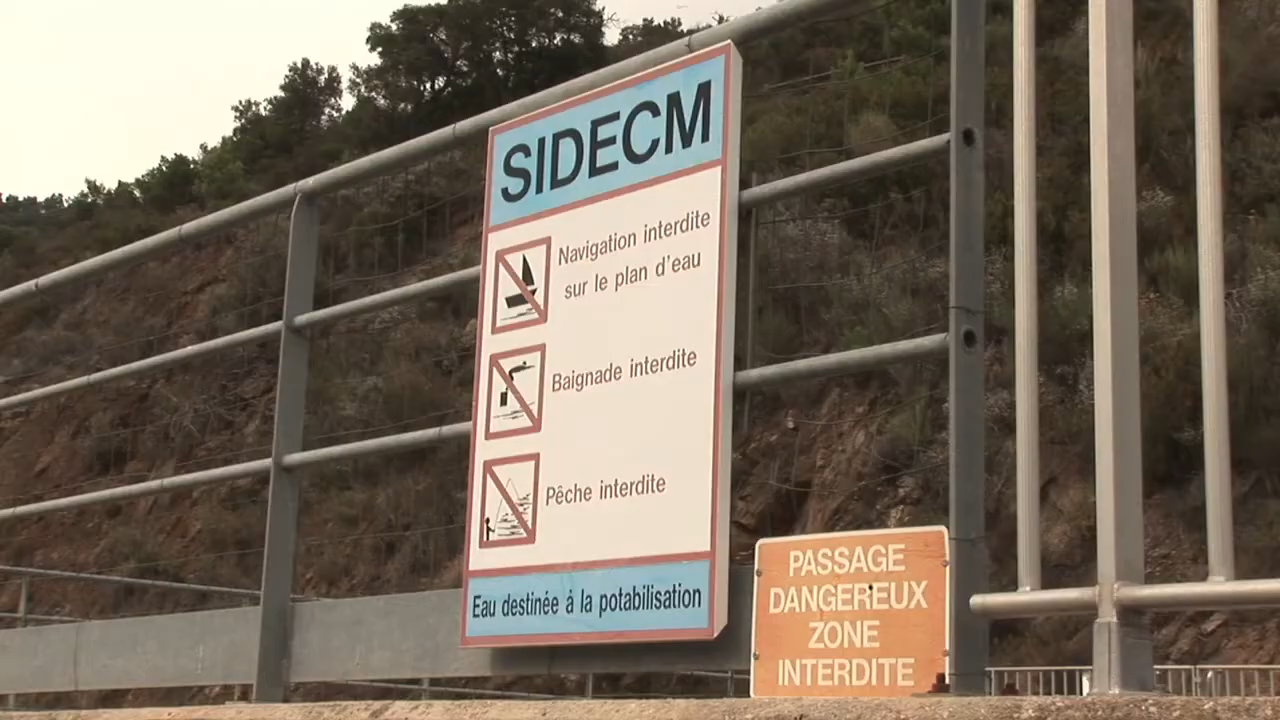 SIDECM
Navigation interdite
sur le plan d'eau
Baignade interdite
Pêche interdite
Eau destinée à la potabilisation
PASSAGE
DANGEREUX
ZONE
INTERDITE